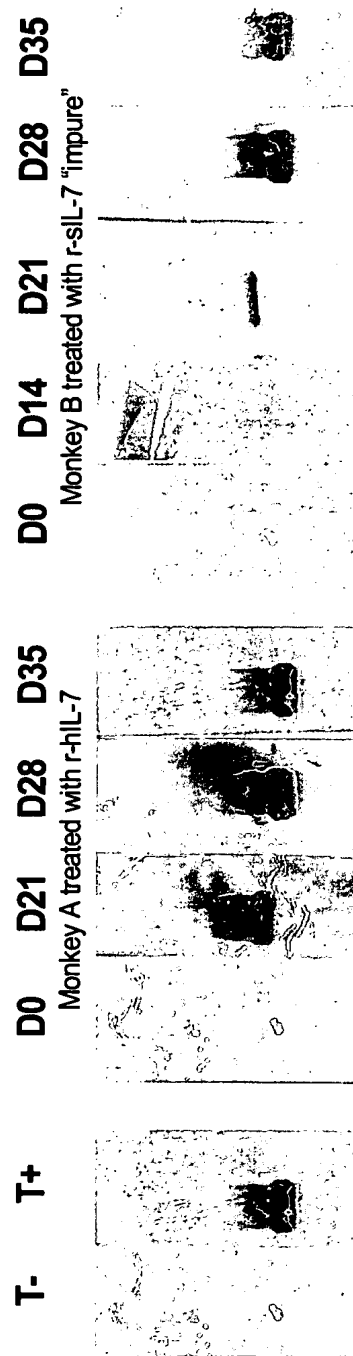 T- T+ D0 D21 D28 D35 D0 D14 D21 D28 D35
Monkey A treated with r-hIL-7 Monkey B treated with r-sIL-7 "impure"